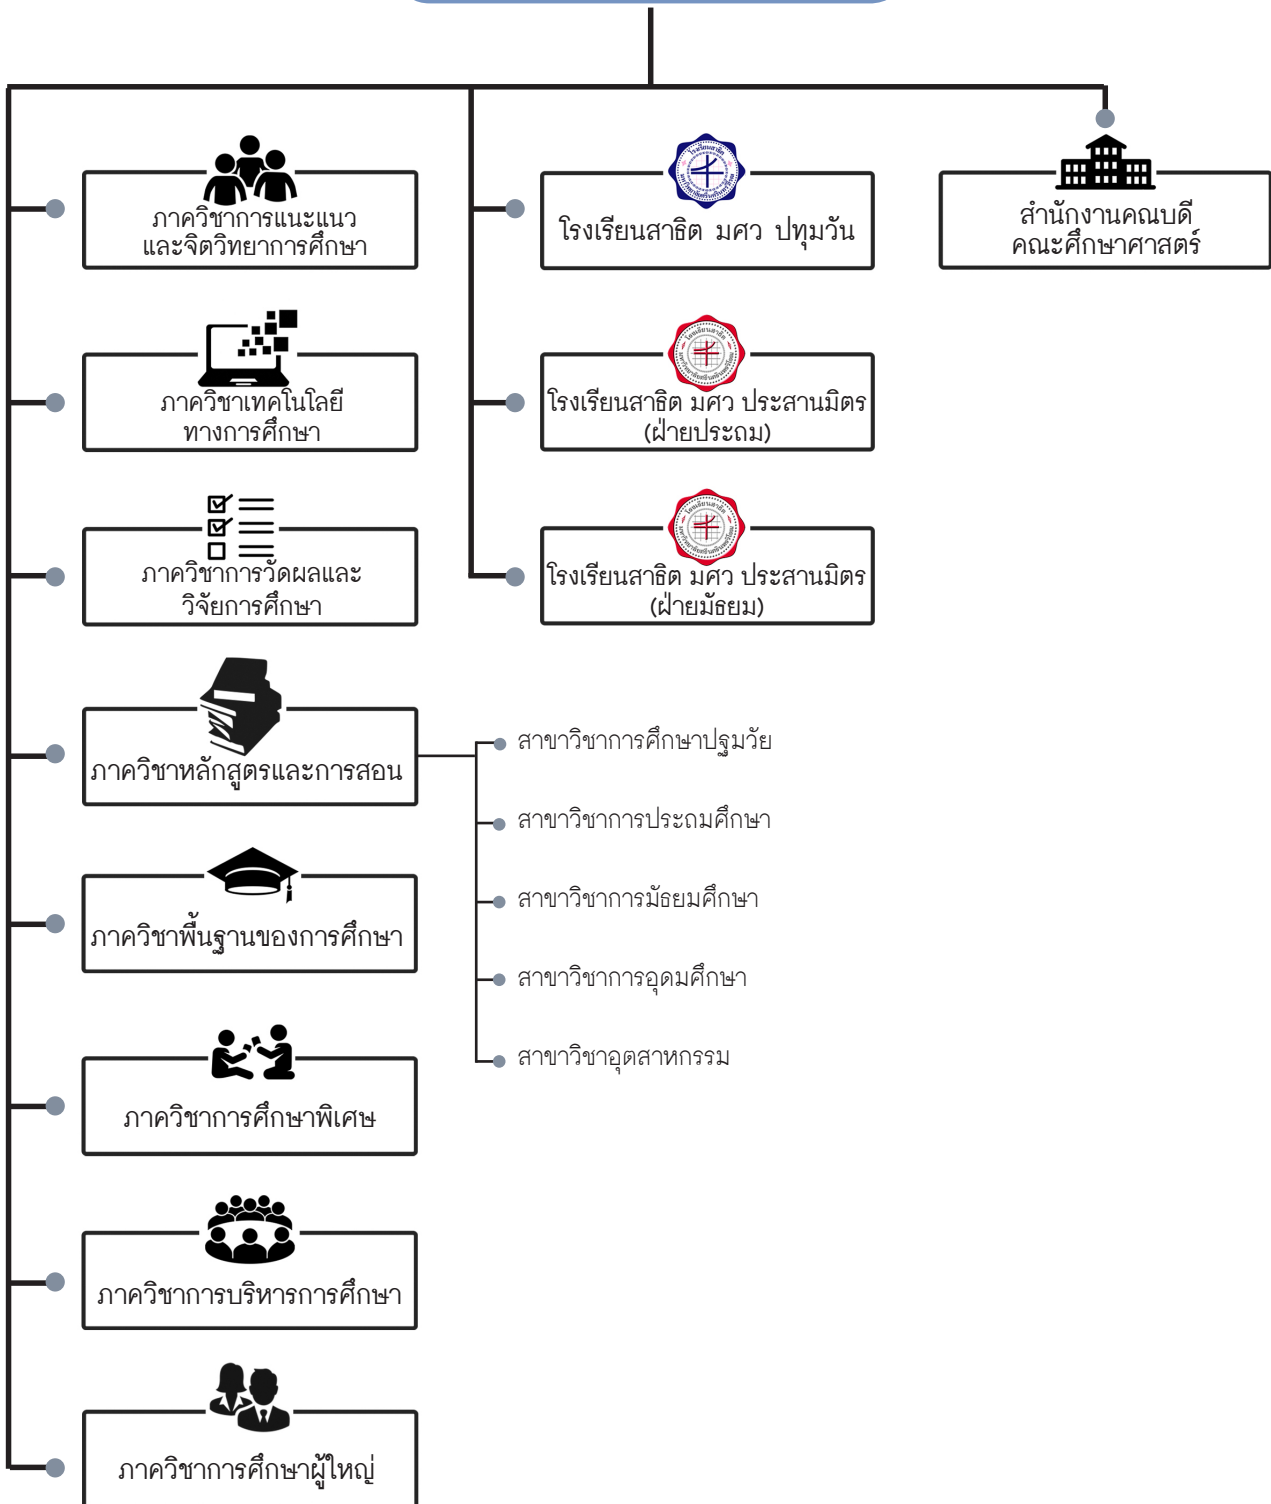 ภาควิชาการแนะแนว
และจิตวิทยาการศึกษา
ภาควิชาเทคโนโลยี
ทางการศึกษา
ภาควิชาการวัดผลและ
วิจัยการศึกษา
ภาควิชาหลักสูตรและการสอน
สาขาวิชาการศึกษาปฐมวัย
สาขาวิชาการประถมศึกษา
สาขาวิชาการมัธยมศึกษา
สาขาวิชาการอุดมศึกษา
สาขาวิชาอุตสาหกรรม
ภาควิชาพื้นฐานของการศึกษา
ภาควิชาการศึกษาพิเศษ
ภาควิชาการบริหารการศึกษา
ภาควิชาการศึกษาผู้ใหญ่
โรงเรียนสาธิต มศว ปทุมวัน
โรงเรียนสาธิต มศว ประสานมิตร
(ฝ่ายประถม)
โรงเรียนสาธิต มศว ประสานมิตร
(ฝ่ายมัธยม)
สำนักงานคณบดี
คณะศึกษาศาสตร์